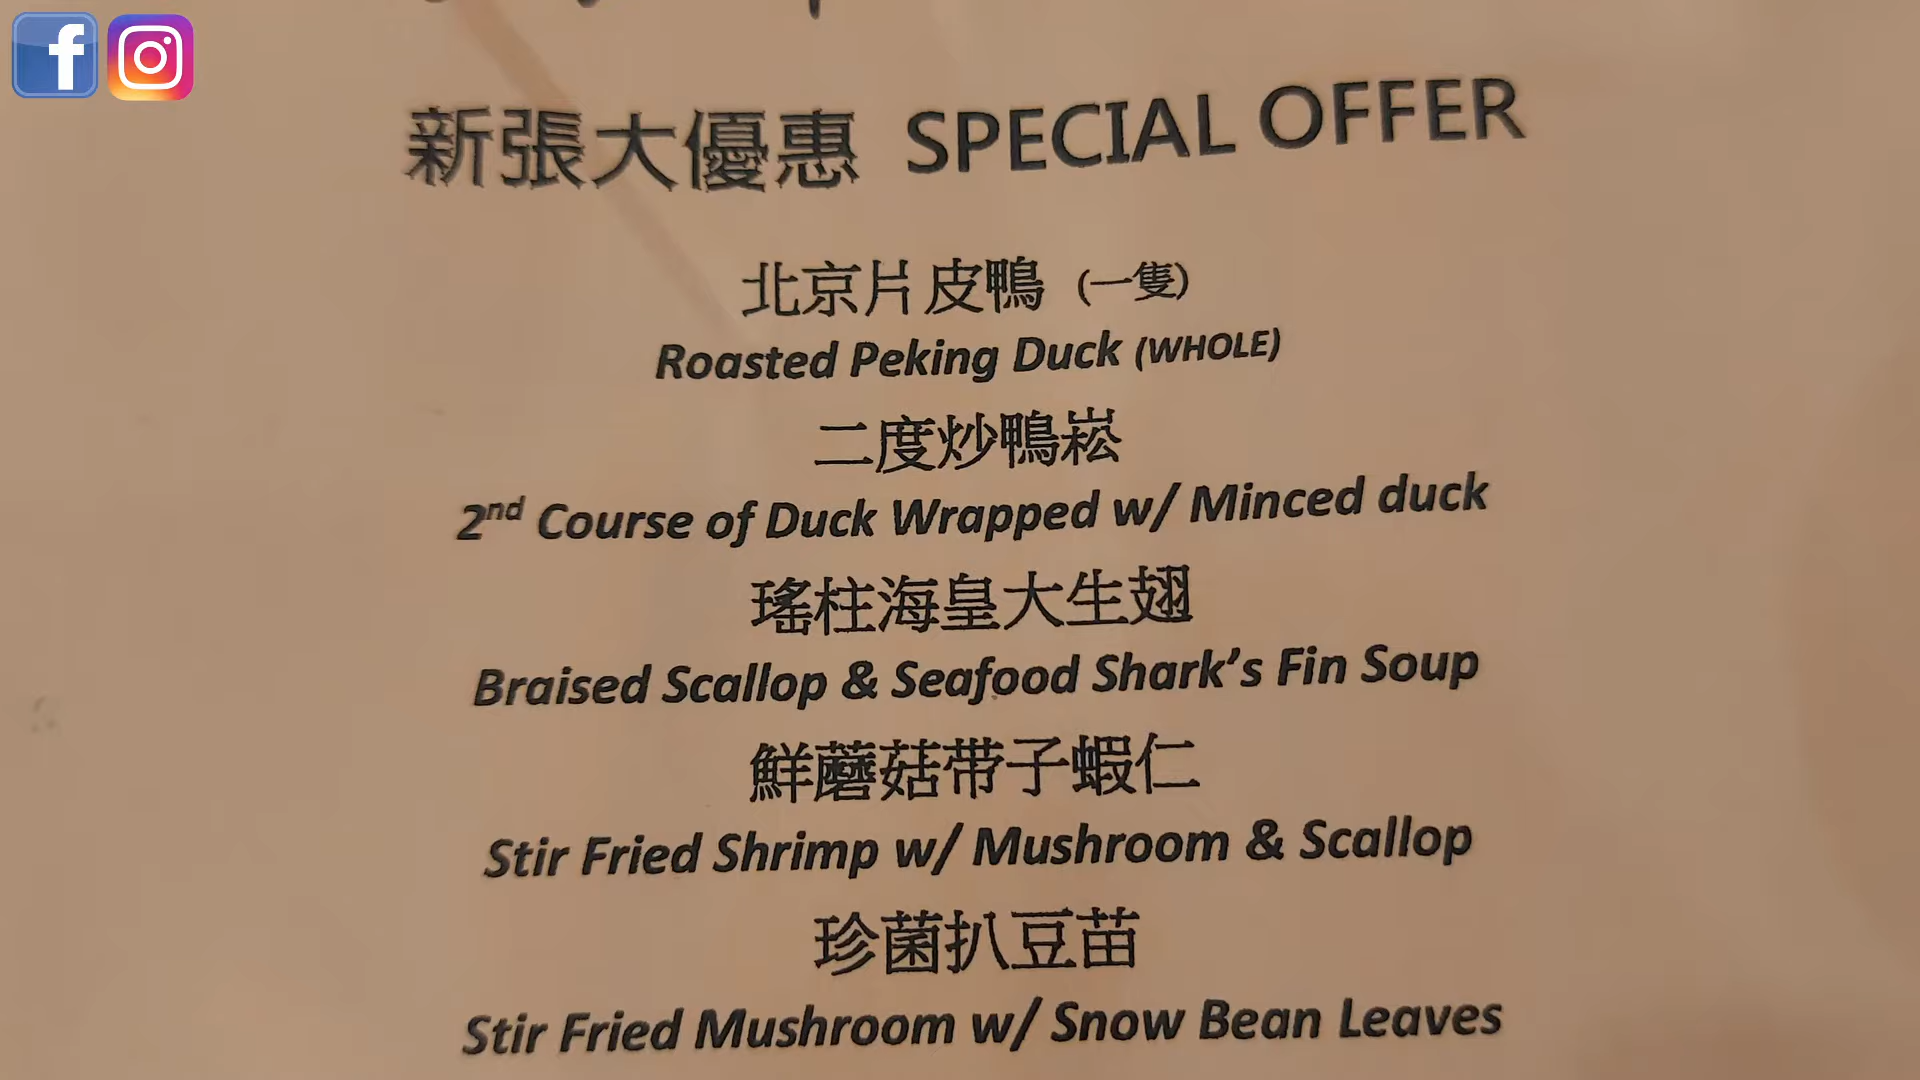 新張大優惠 SPECIAL OFFER
北京片皮鴨 (一隻)
Roasted Peking Duck (WHOLE)
二度炒鴨崧
2nd Course of Duck Wrapped w/ Minced duck
瑤柱海皇大生翅
Braised Scallop & Seafood Shark's Fin Soup
鮮蘑菇带子蝦仁
Stir Fried Shrimp w/ Mushroom & Scallop
珍菌扒豆苗
Stir Fried Mushroom w/ Snow Bean Leaves